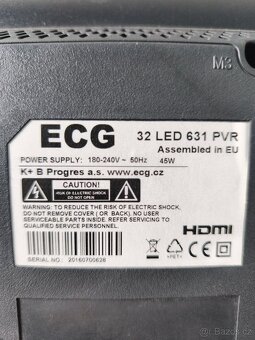 M3
ECG 32 LED 631 PVR
Assembled in EU
POWER SUPPLY: 180-240V ~ 50Hz 45W
K+ B Progres a.s. www.ecg.cz
CAUTION!
RISK OF ELECTRIC SHOCK
DO NOT OPEN
WARNING: TO REDUCE THE RISK OF ELECTRIC SHOCK,
DO NOT REMOVE COVER (OR BACK). NO USER
SERVICEABLE PARTS INSIDE. REFER TO QUALIFIED
SERVICE PERSONNEL.
HDMI
>PET<
SERIAL NO.: 20160700628